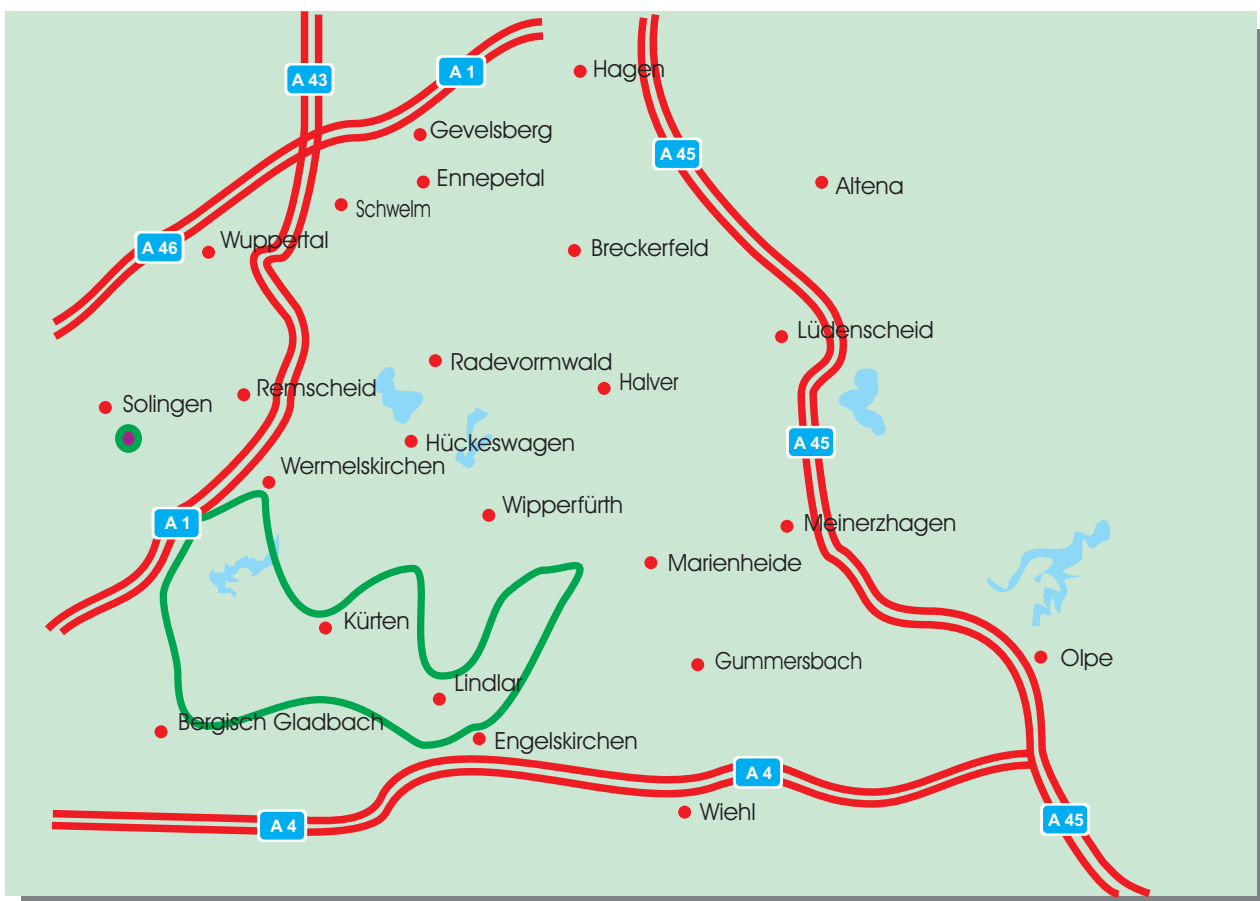 A 43
A 1
Hagen
Gevelsberg
A 45
Ennepetal
Altena
Schwelm
Wuppertal
A 46
Breckerfeld
Lüdenscheid
Radevormwald
Halver
Remscheid
Solingen
Hückeswagen
A 45
Wermelskirchen
Wipperfürth
A 1
Meinerzhagen
Marienheide
Kürten
Gummersbach
Olpe
Lindlar
Bergisch Gladbach
Engelskirchen
A 4
Wiehl
A 4
A 45